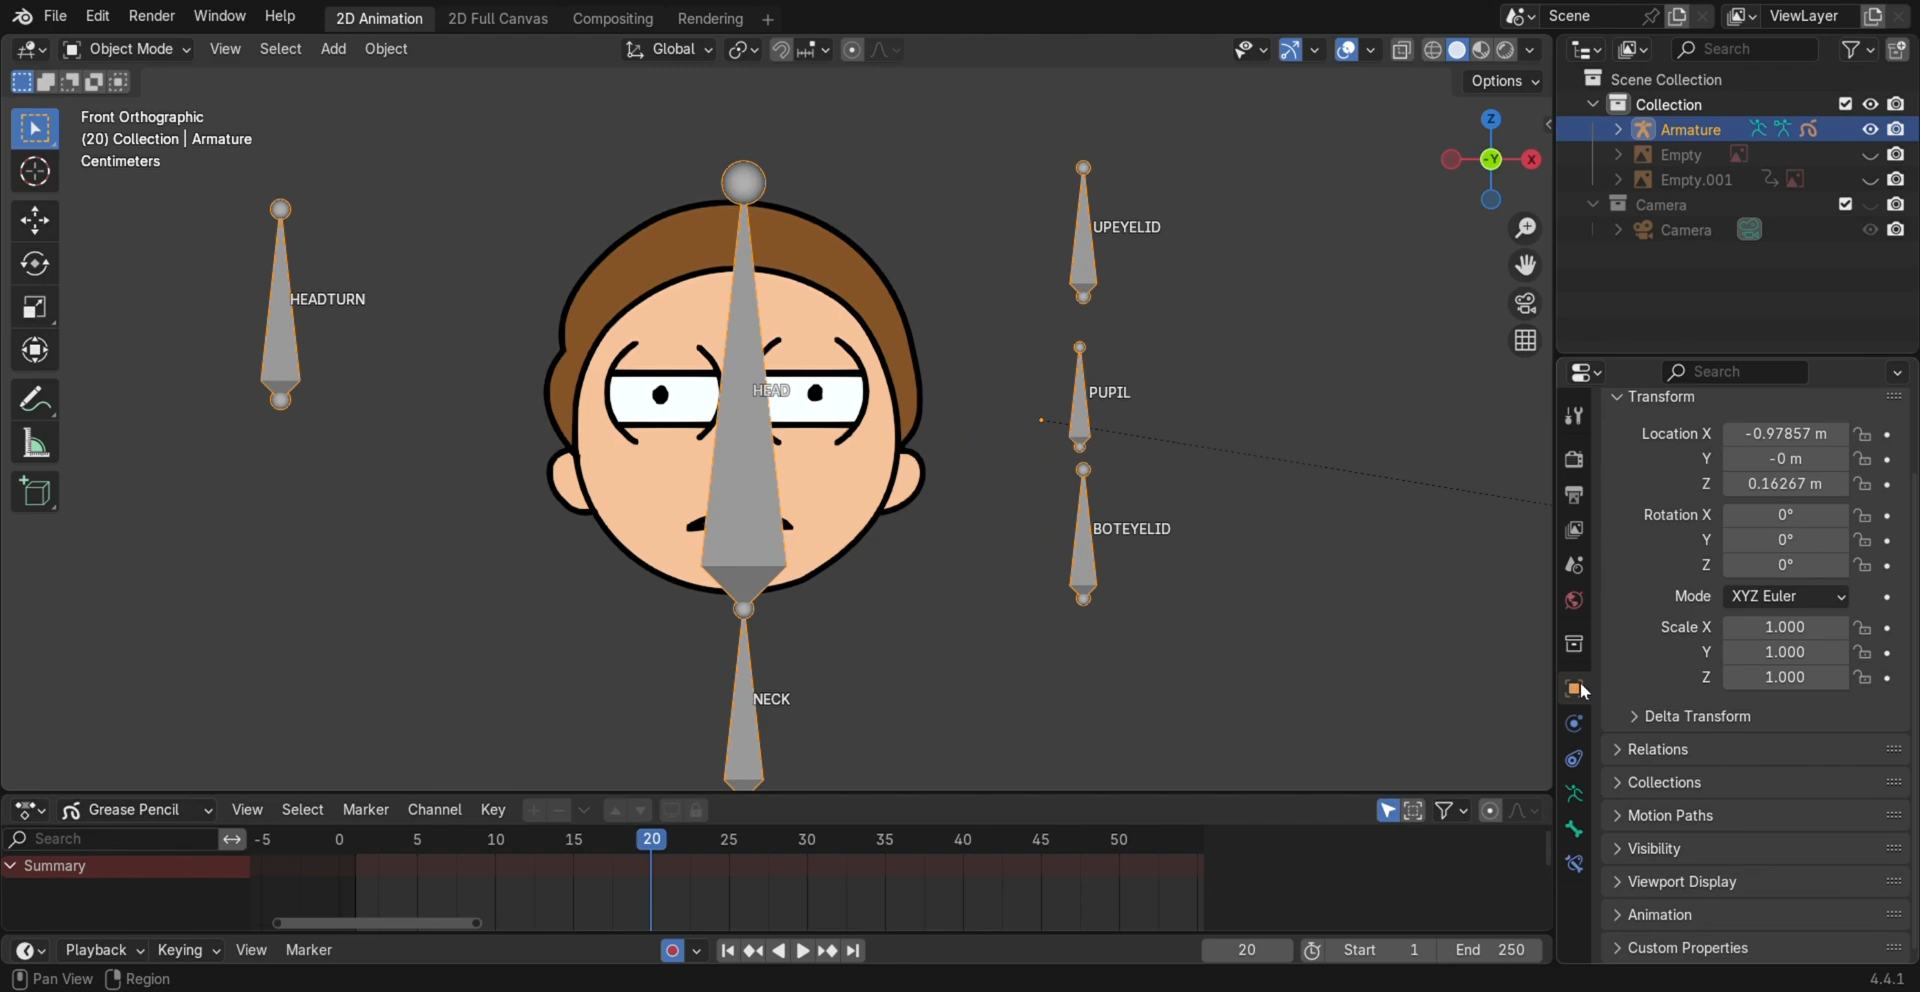 File Edit Render Window Help 2D Animation 2D Full Canvas Compositing Rendering + Scene ViewLayer
Object Mode View Select Add Object Global Search
Options
Front Orthographic
(20) Collection | Armature
Centimeters
Z
-Y
X
HEADTURN
HEAD
NECK
UPEYELID
PUPIL
BOTEYELID
Scene Collection
Collection
Armature
Empty
Empty.001
Camera
Camera
Search
Transform
Location X -0.97857 m
Y -0 m
Z 0.16267 m
Rotation X 0°
Y 0°
Z 0°
Mode XYZ Euler
Scale X 1.000
Y 1.000
Z 1.000
Delta Transform
Relations
Collections
Motion Paths
Visibility
Viewport Display
Animation
Custom Properties
Grease Pencil View Select Marker Channel Key
Search -5 0 5 10 15 20 25 30 35 40 45 50
Summary
Playback Keying View Marker 20 Start 1 End 250
Pan View Region 4.4.1